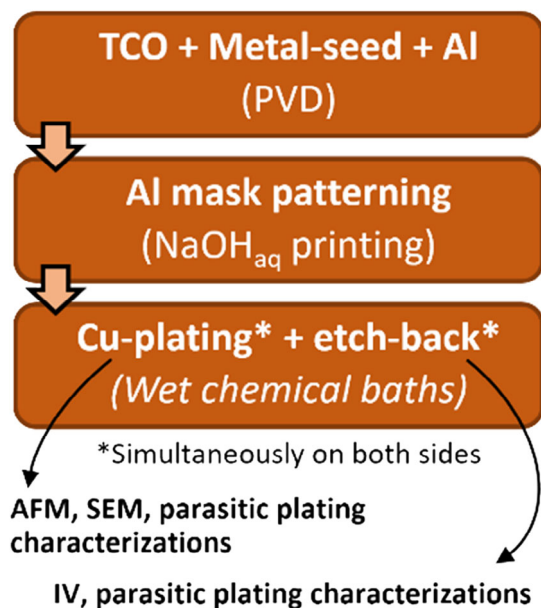 TCO + Metal-seed + Al
(PVD)
Al mask patterning
(NaOHaq printing)
Cu-plating* + etch-back*
(Wet chemical baths)
*Simultaneously on both sides
AFM, SEM, parasitic plating
characterizations
IV, parasitic plating characterizations